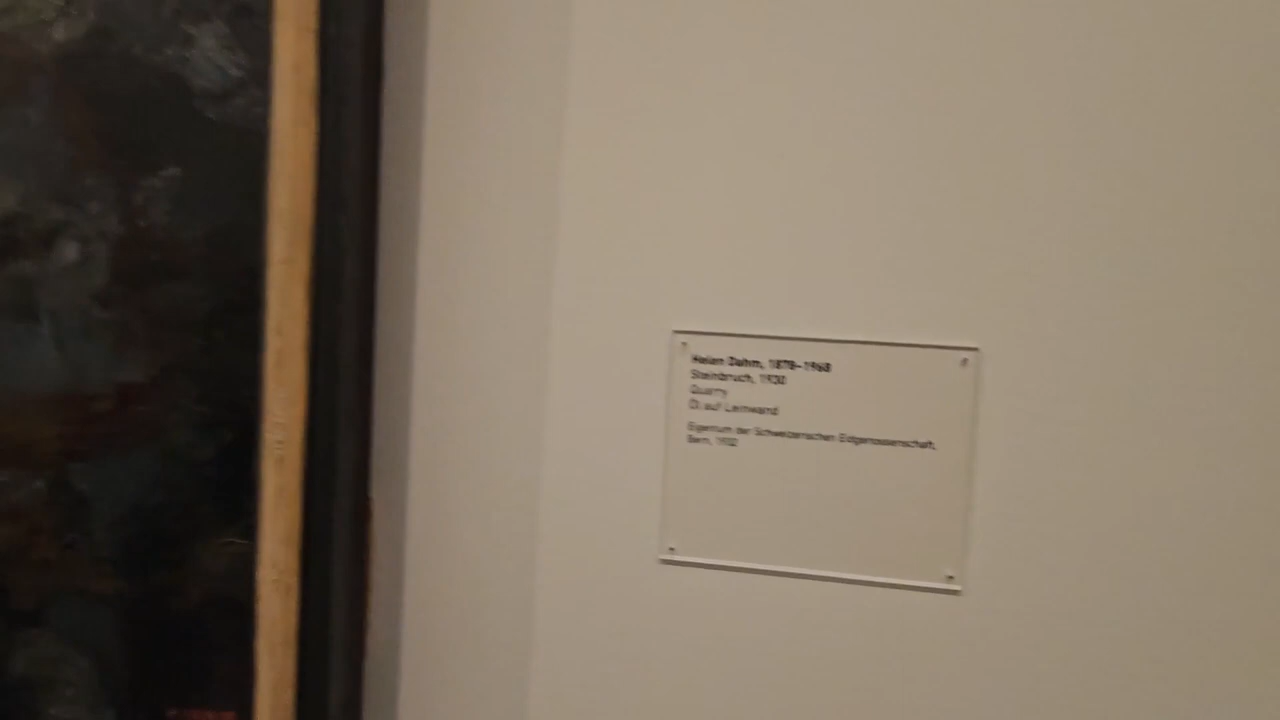 Helen Dahm, 1878–1968
Steinbruch, 1930
Quarry
Öl auf Leinwand
Eigentum der Schweizerischen Eidgenossenschaft,
Bern, 1932